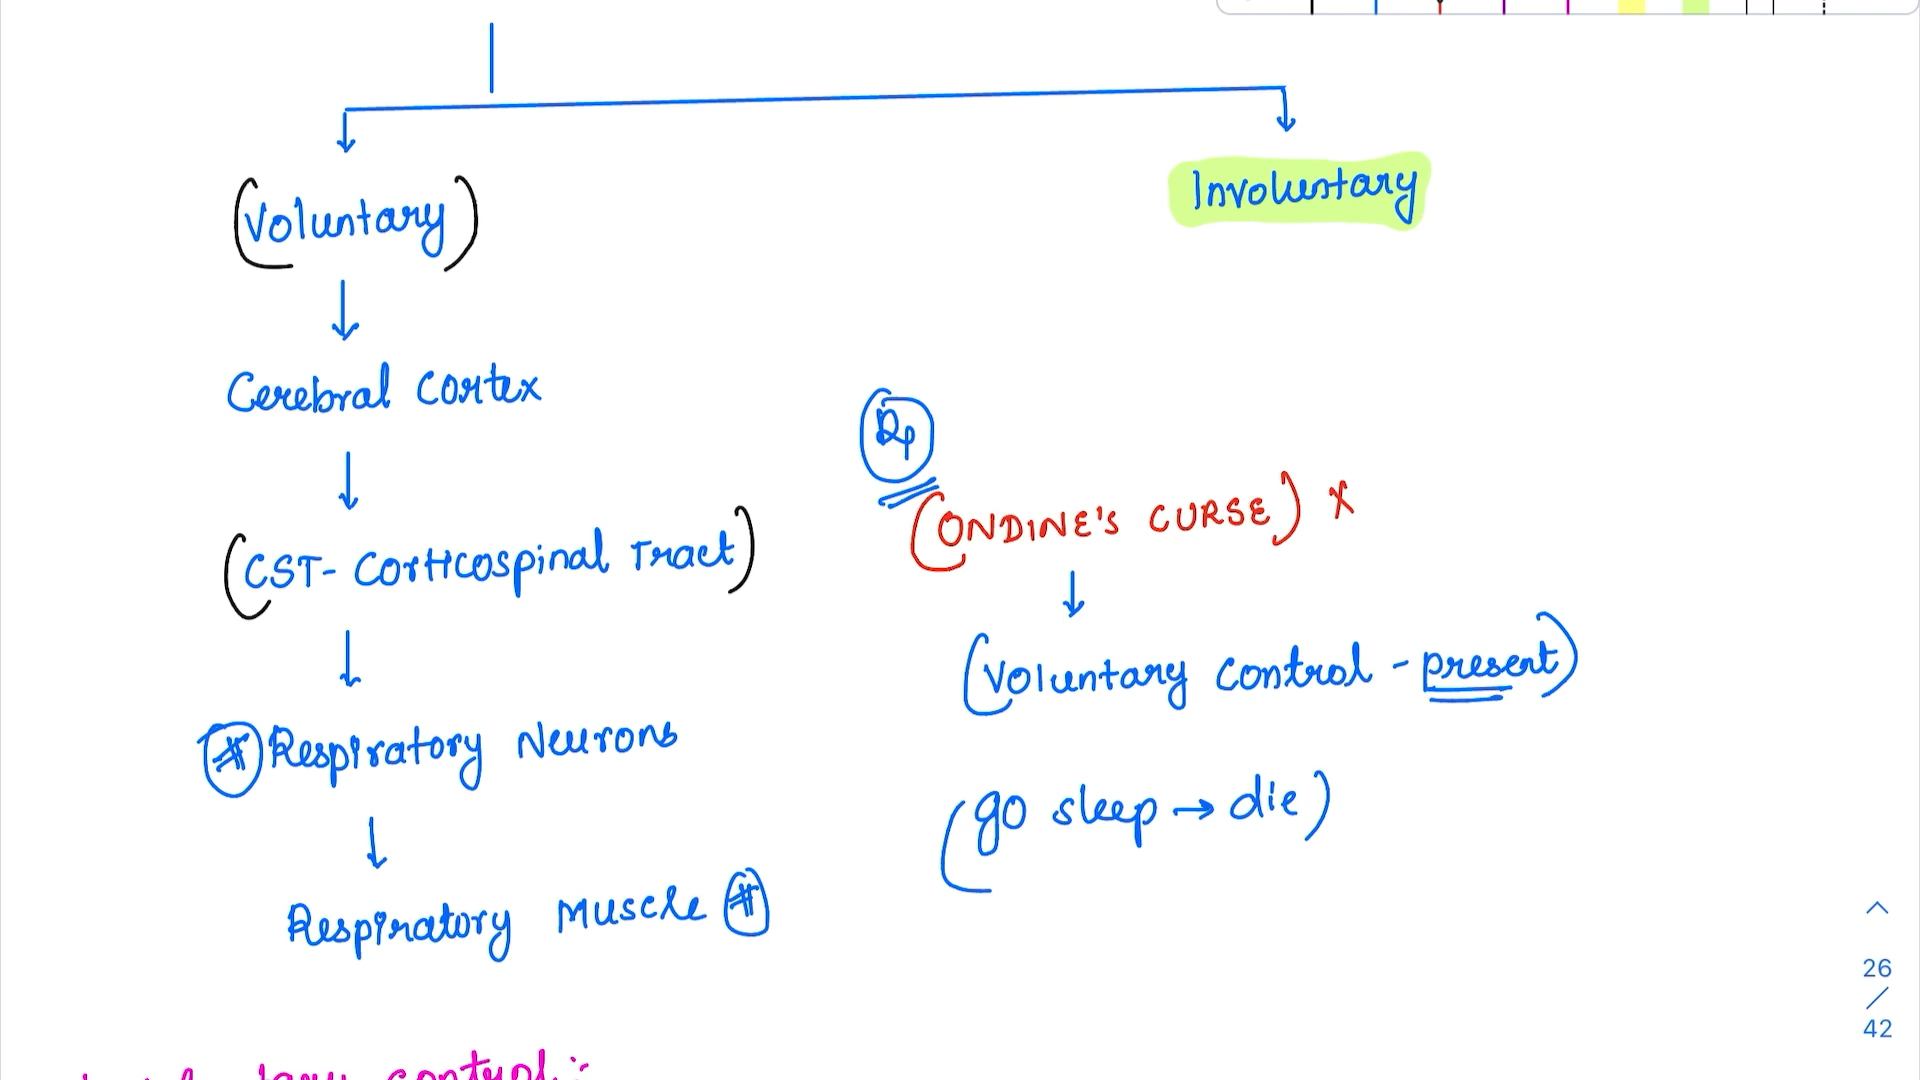 (Voluntary)
Involuntary
Cerebral Cortex
(ONDINE'S CURSE) X
(CST- Corticospinal Tract)
(Voluntary control - present)
# Respiratory Neurons
(go sleep → die)
Respiratory Muscle #
control :-
26
/
42